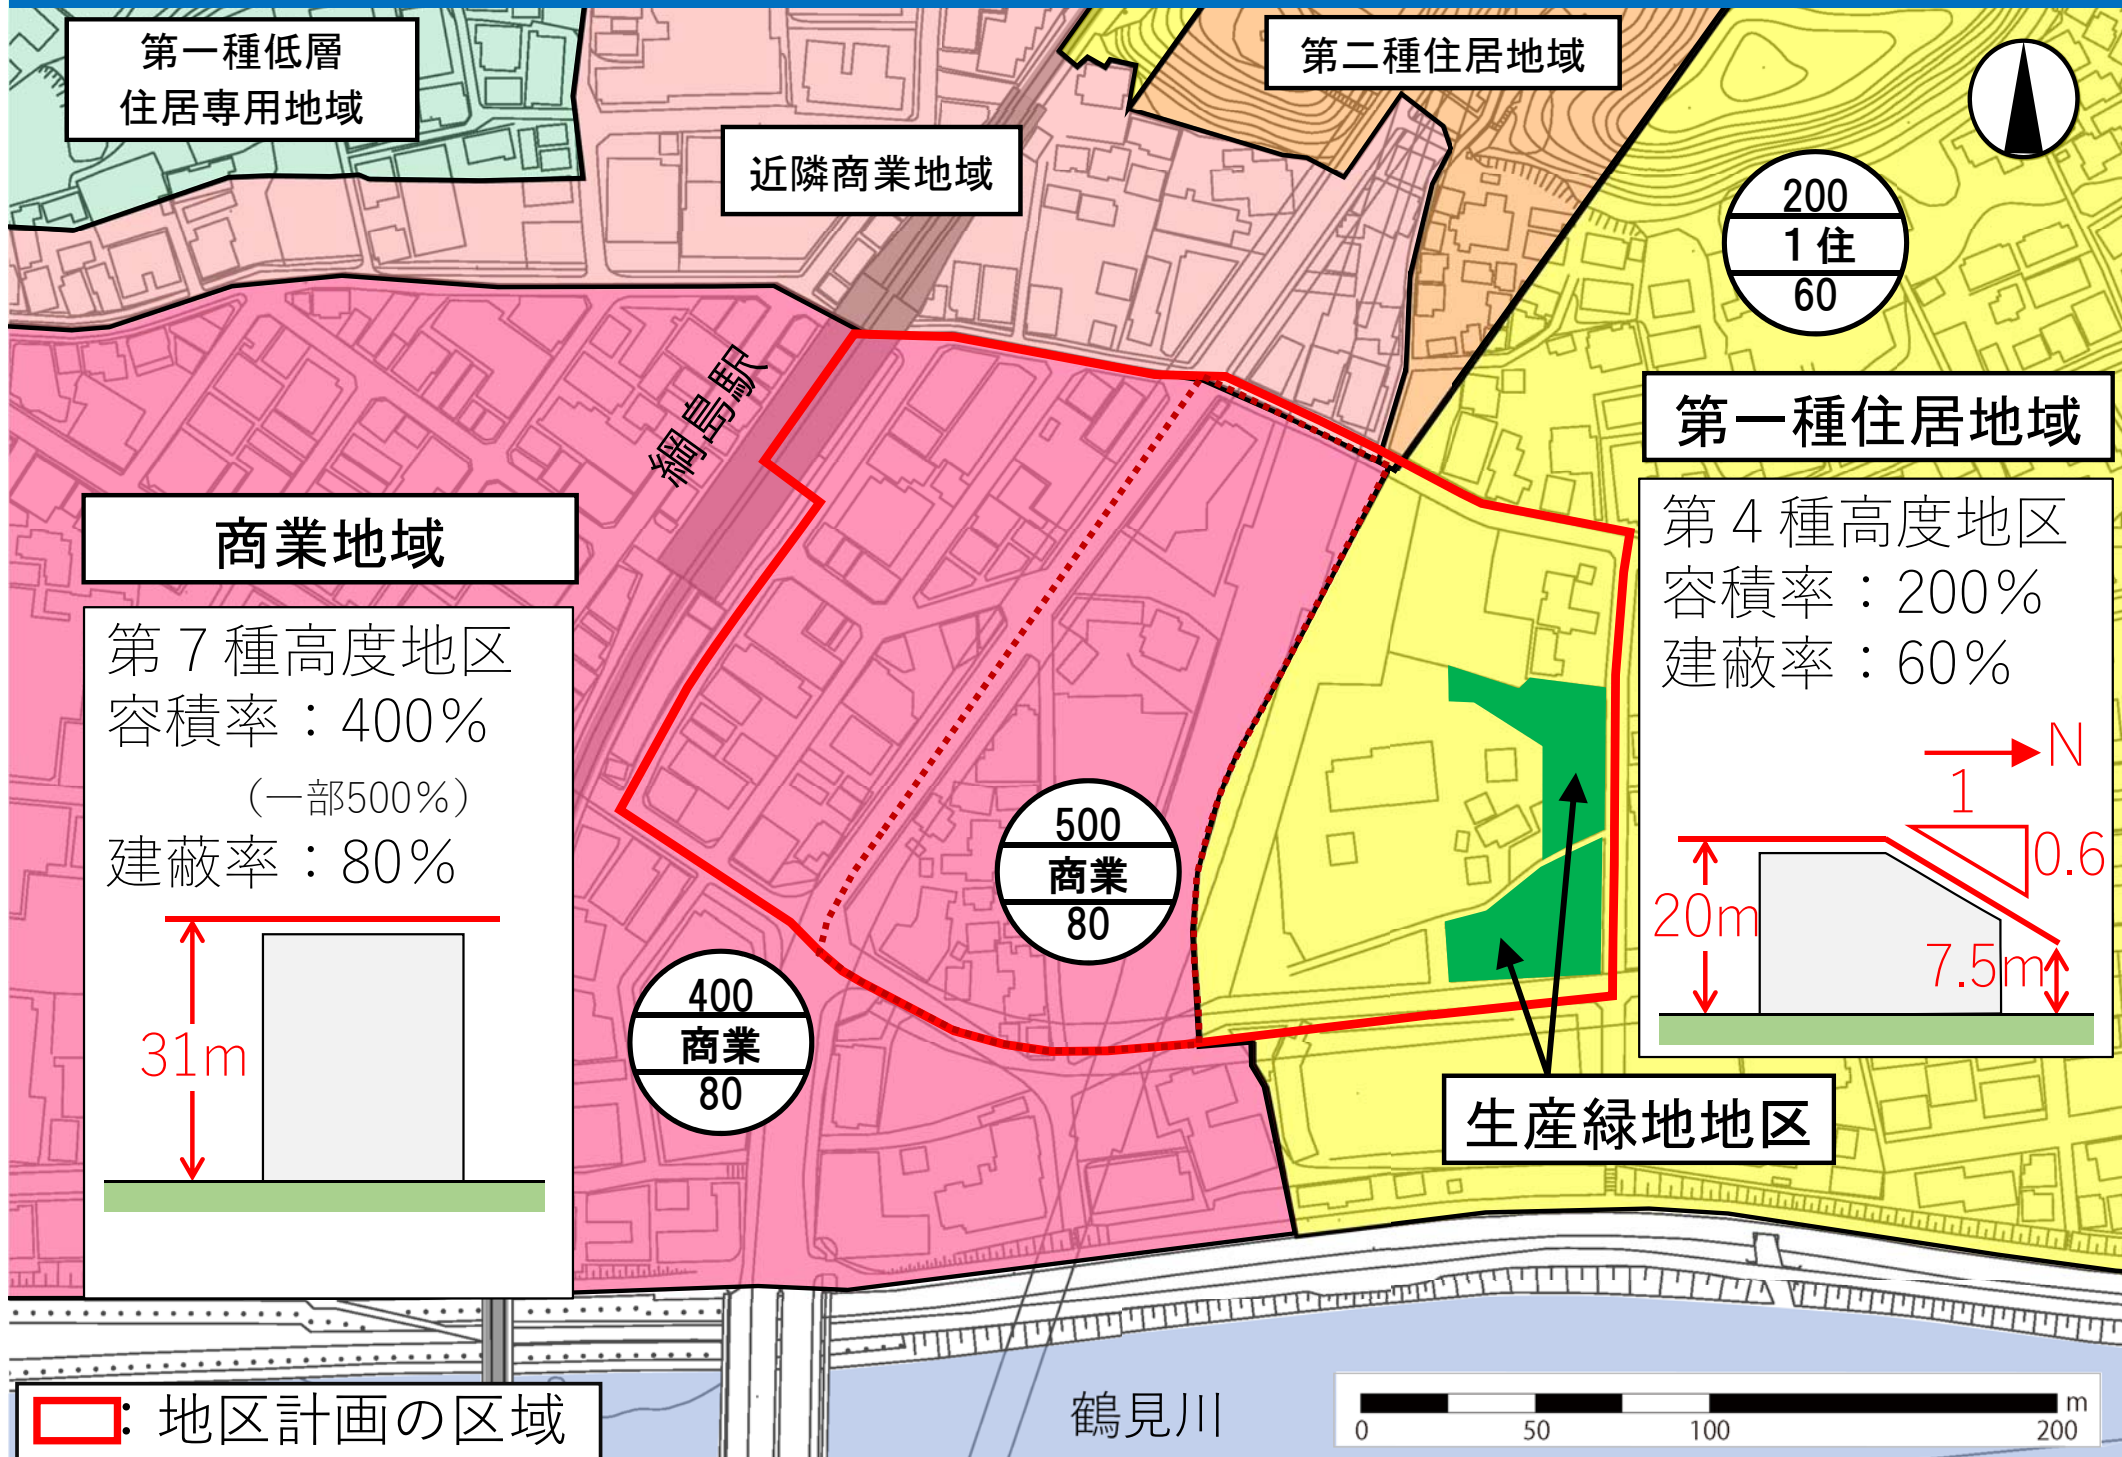 第一種低層
住居専用地域
第二種住居地域
近隣商業地域
200
1住
60
綱島駅
第一種住居地域
第4種高度地区
容積率：200%
建蔽率：60%
N
1
0.6
20m
7.5m
商業地域
第7種高度地区
容積率：400%
（一部500%）
建蔽率：80%
31m
500
商業
80
400
商業
80
生産緑地地区
：地区計画の区域
鶴見川
m
0 50 100 200